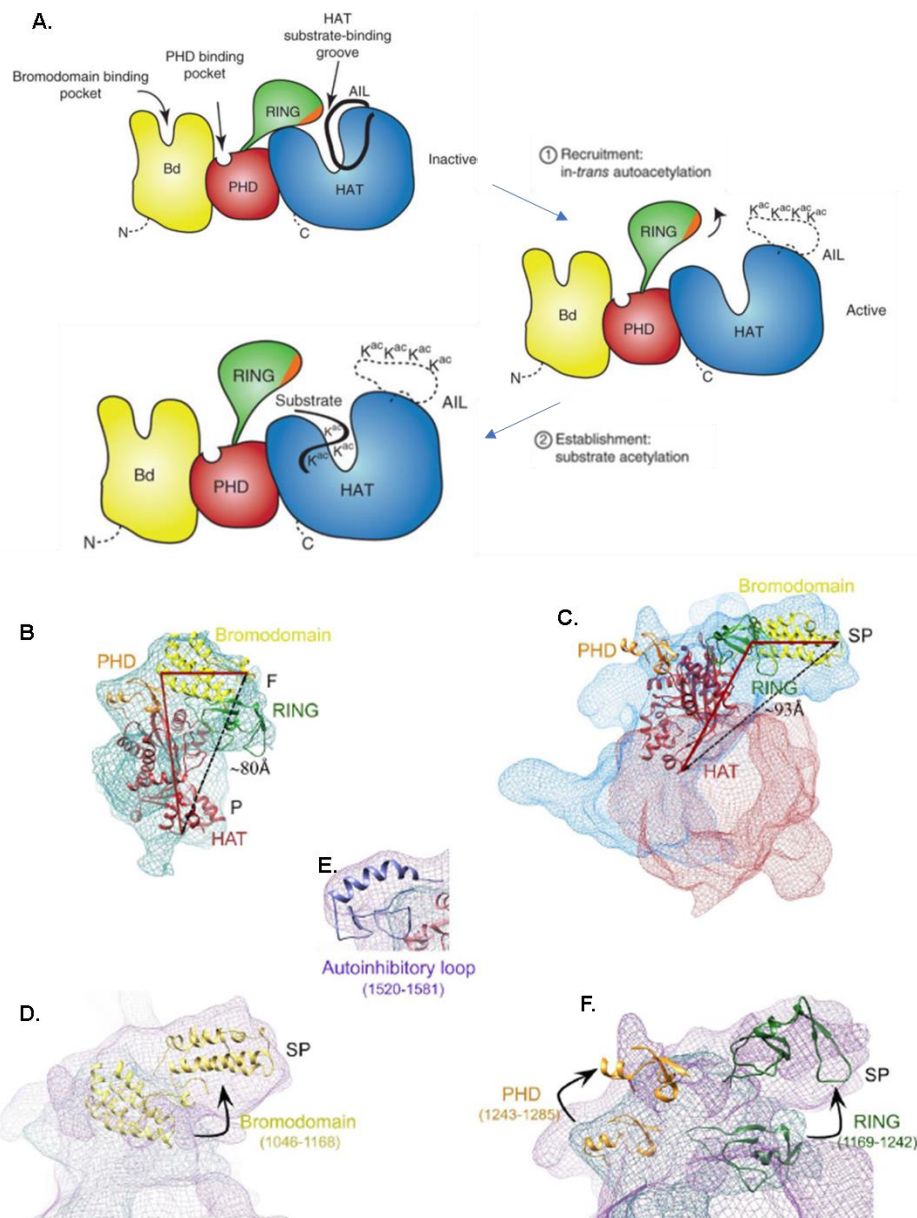 A.
HAT
substrate-binding
groove
PHD binding
pocket
Bromodomain binding
pocket
AIL
RING
Bd
PHD
HAT
Inactive
N
C
1 Recruitment:
in-trans autoacetylation
Kac Kac Kac Kac
RING
AIL
Bd
PHD
HAT
Active
N
C
Kac Kac Kac Kac
RING
Substrate
AIL
Kac
Kac Kac
Bd
PHD
HAT
N
C
2 Establishment:
substrate acetylation
B
Bromodomain
PHD
F
RING
~80Å
P
HAT
C.
Bromodomain
SP
PHD
RING
~93Å
HAT
E.
Autoinhibitory loop
(1520-1581)
D.
SP
Bromodomain
(1046-1168)
F.
PHD
(1243-1285)
SP
RING
(1169-1242)